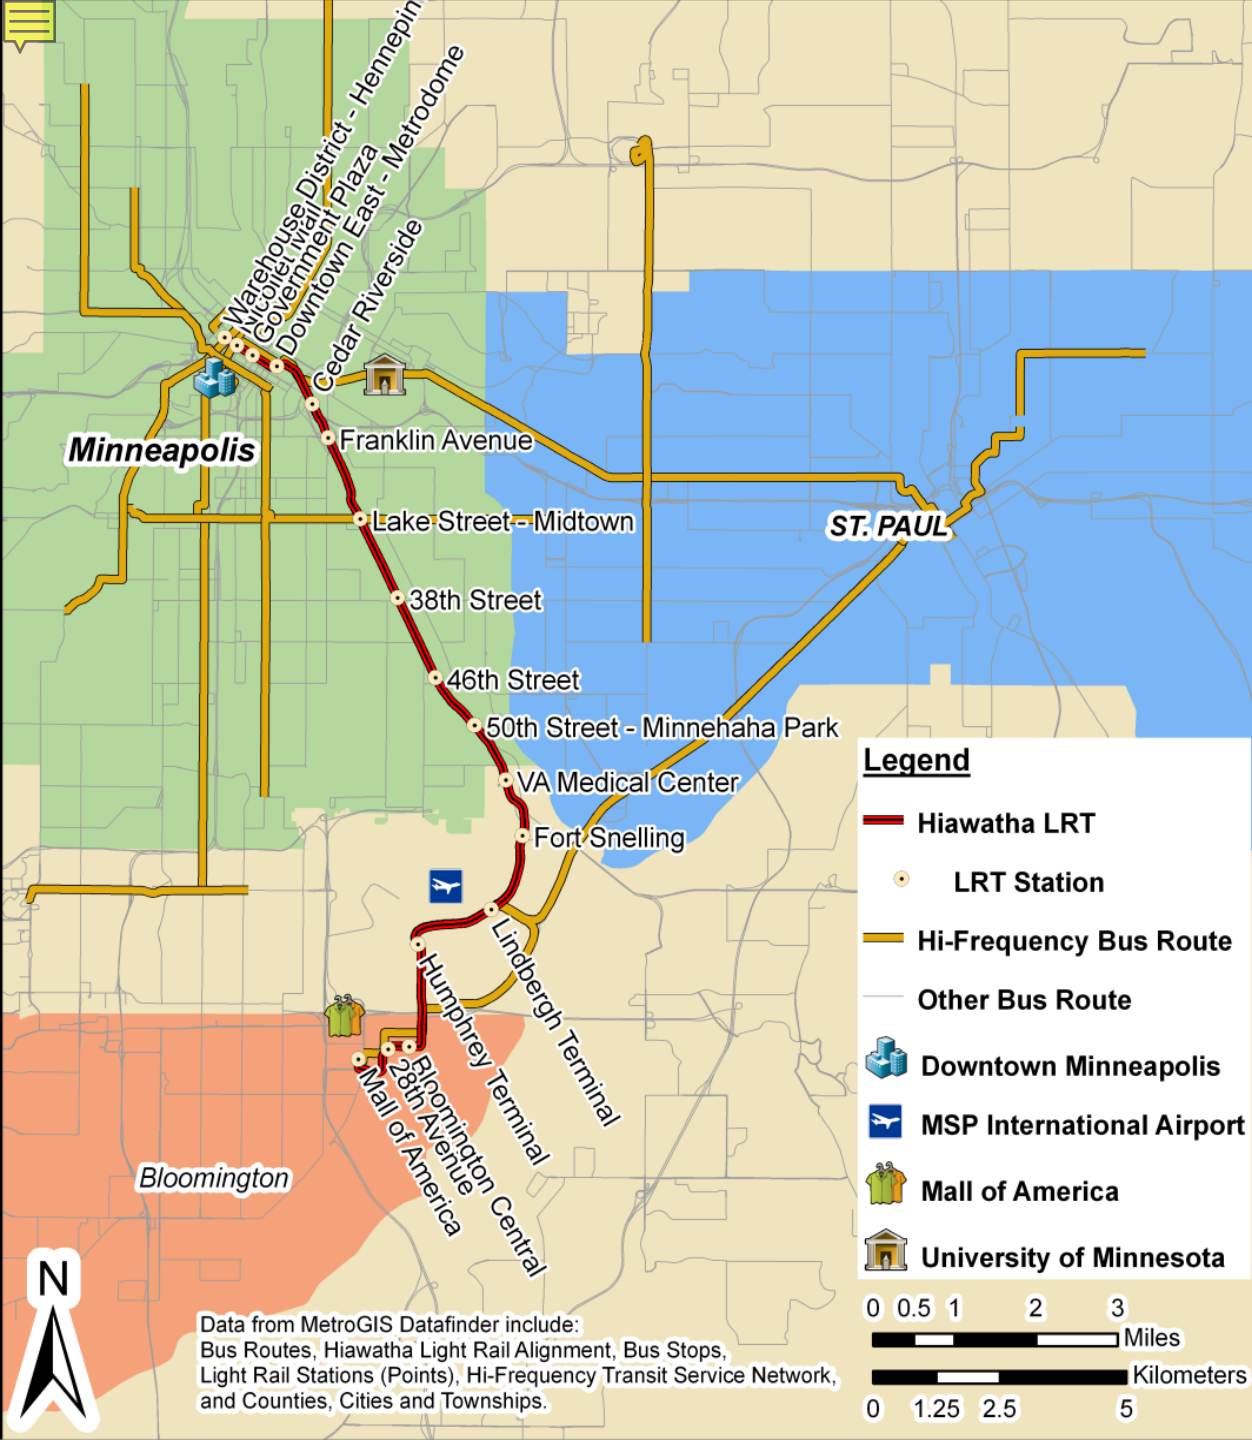 Warehouse District - Hennepin
Nicollet Mall
Government Plaza
Downtown East - Metrodome
Cedar Riverside
Franklin Avenue
Minneapolis
Lake Street - Midtown
ST. PAUL
38th Street
46th Street
50th Street - Minnehaha Park
VA Medical Center
Fort Snelling
Lindbergh Terminal
Humphrey Terminal
Bloomington Central
28th Avenue
Mall of America
Bloomington
Legend
Hiawatha LRT
LRT Station
Hi-Frequency Bus Route
Other Bus Route
Downtown Minneapolis
MSP International Airport
Mall of America
University of Minnesota
0 0.5 1 2 3
Miles
Kilometers
0 1.25 2.5 5
N
Data from MetroGIS Datafinder include:
Bus Routes, Hiawatha Light Rail Alignment, Bus Stops,
Light Rail Stations (Points), Hi-Frequency Transit Service Network,
and Counties, Cities and Townships.